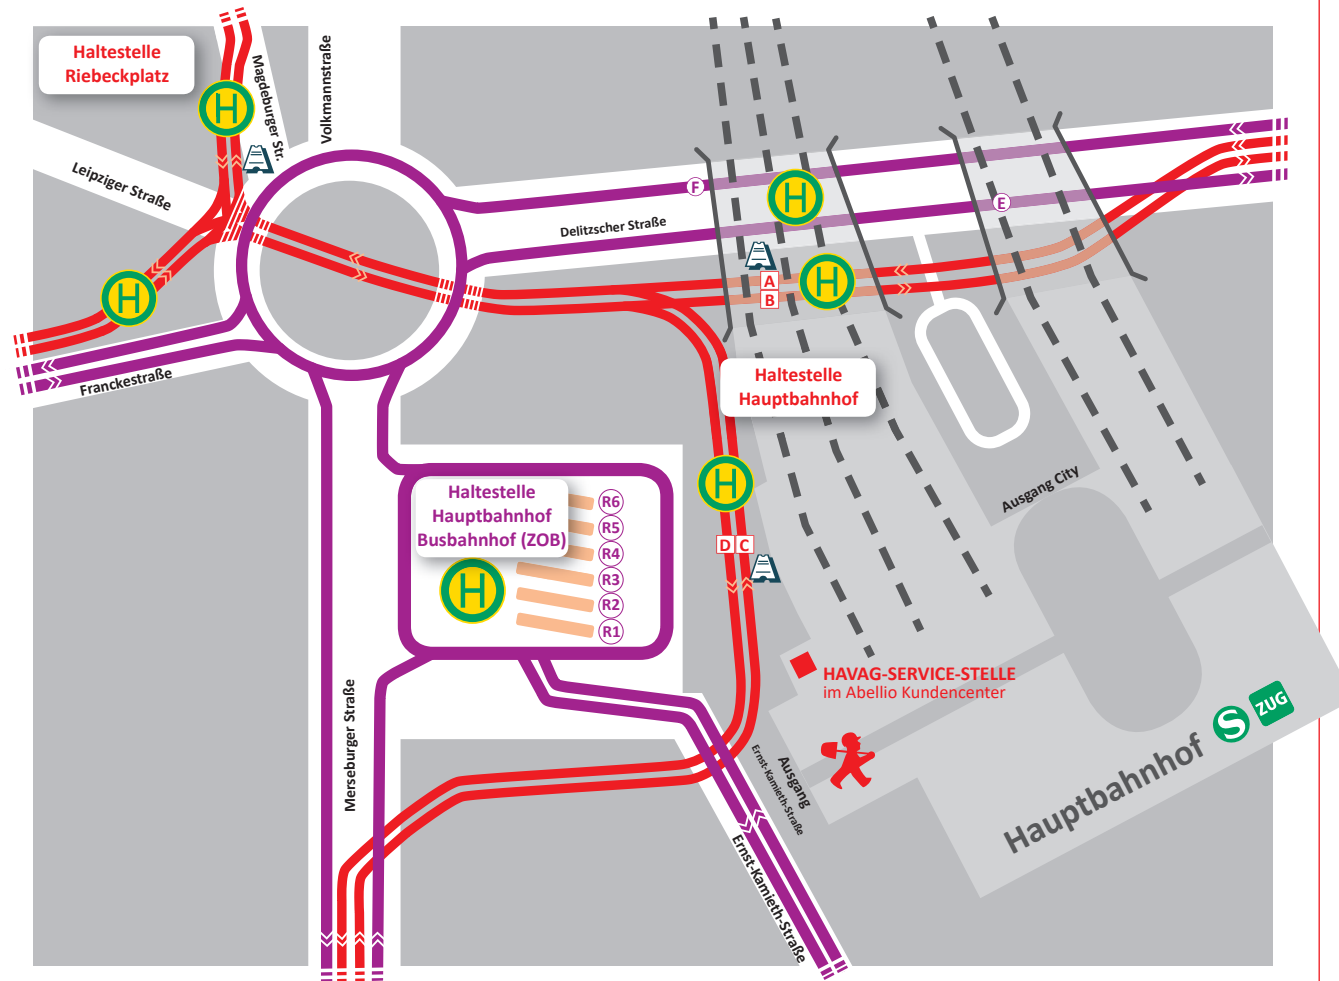 Haltestelle
Riebeckplatz
H
Magdeburger Str.
Volkmannstraße
Leipziger Straße
H
F
H
E
Delitzscher Straße
A
B
H
Franckestraße
Haltestelle
Hauptbahnhof
H
Ausgang City
Haltestelle
Hauptbahnhof
Busbahnhof (ZOB)
H
R6
R5
R4
R3
R2
R1
D C
HAVAG-SERVICE-STELLE
im Abellio Kundencenter
Merseburger Straße
Ausgang
Ernst-Kamieth-Straße
Ernst-Kamieth-Straße
Hauptbahnhof
S
ZUG